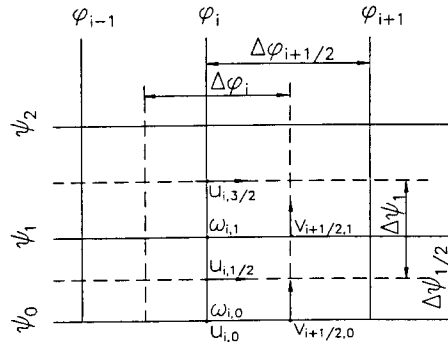 φi−1 φi φi+1
Δφi+1/2
Δφi
ψ2
ui,3/2
ψ1
ωi,1 vi+1/2,1
Δψ1
ui,1/2
Δψ1/2
ωi,0
ψ0
ui,0 vi+1/2,0